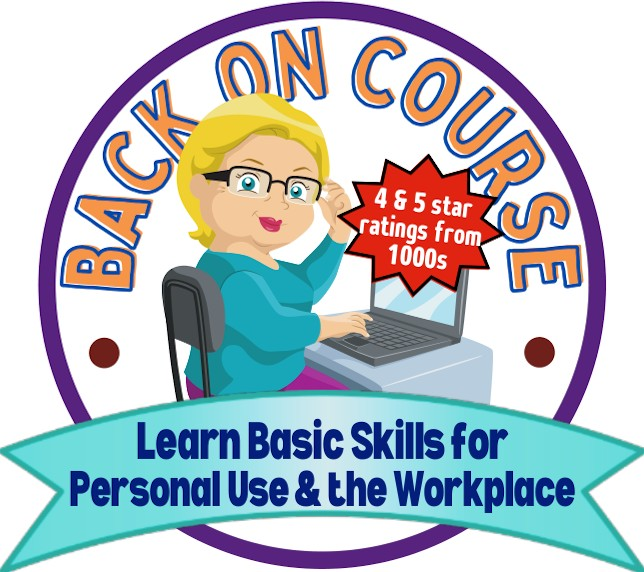 BACK ON COURSE
4 & 5 star
ratings from
1000s
Learn Basic Skills for
Personal Use & the Workplace